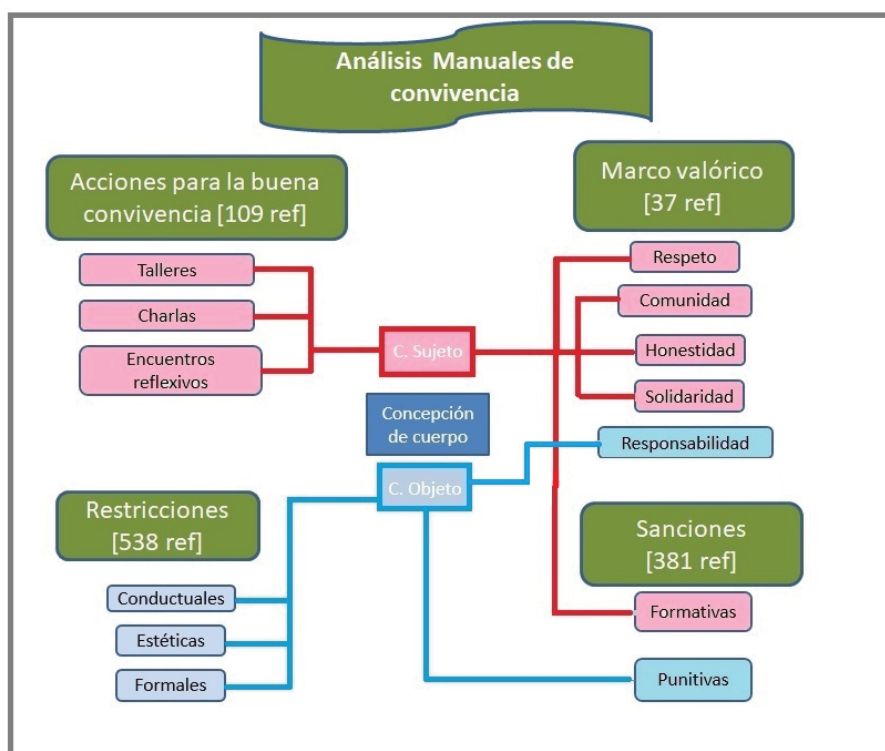 Análisis Manuales de
convivencia
Acciones para la buena
convivencia [109 ref]
Talleres
Charlas
Encuentros
reflexivos
Marco valórico
[37 ref]
Respeto
Comunidad
Honestidad
Solidaridad
Responsabilidad
C. Sujeto
Concepción
de cuerpo
C. Objeto
Restricciones
[538 ref]
Conductuales
Estéticas
Formales
Sanciones
[381 ref]
Formativas
Punitivas